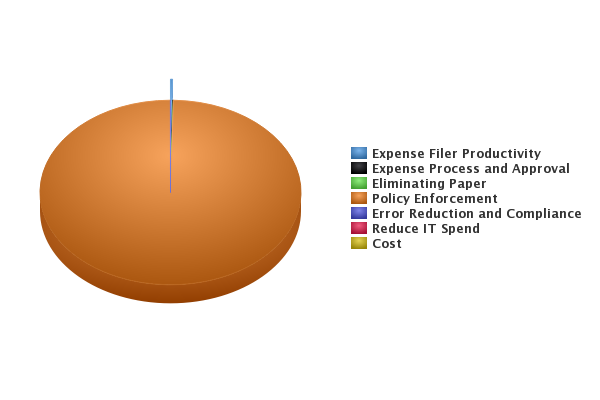 Expense Filer Productivity
Expense Process and Approval
Eliminating Paper
Policy Enforcement
Error Reduction and Compliance
Reduce IT Spend
Cost